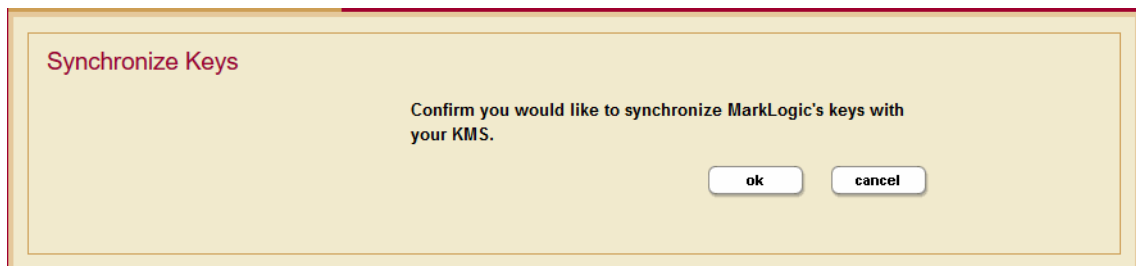 Synchronize Keys
Confirm you would like to synchronize MarkLogic's keys with
your KMS.
ok cancel